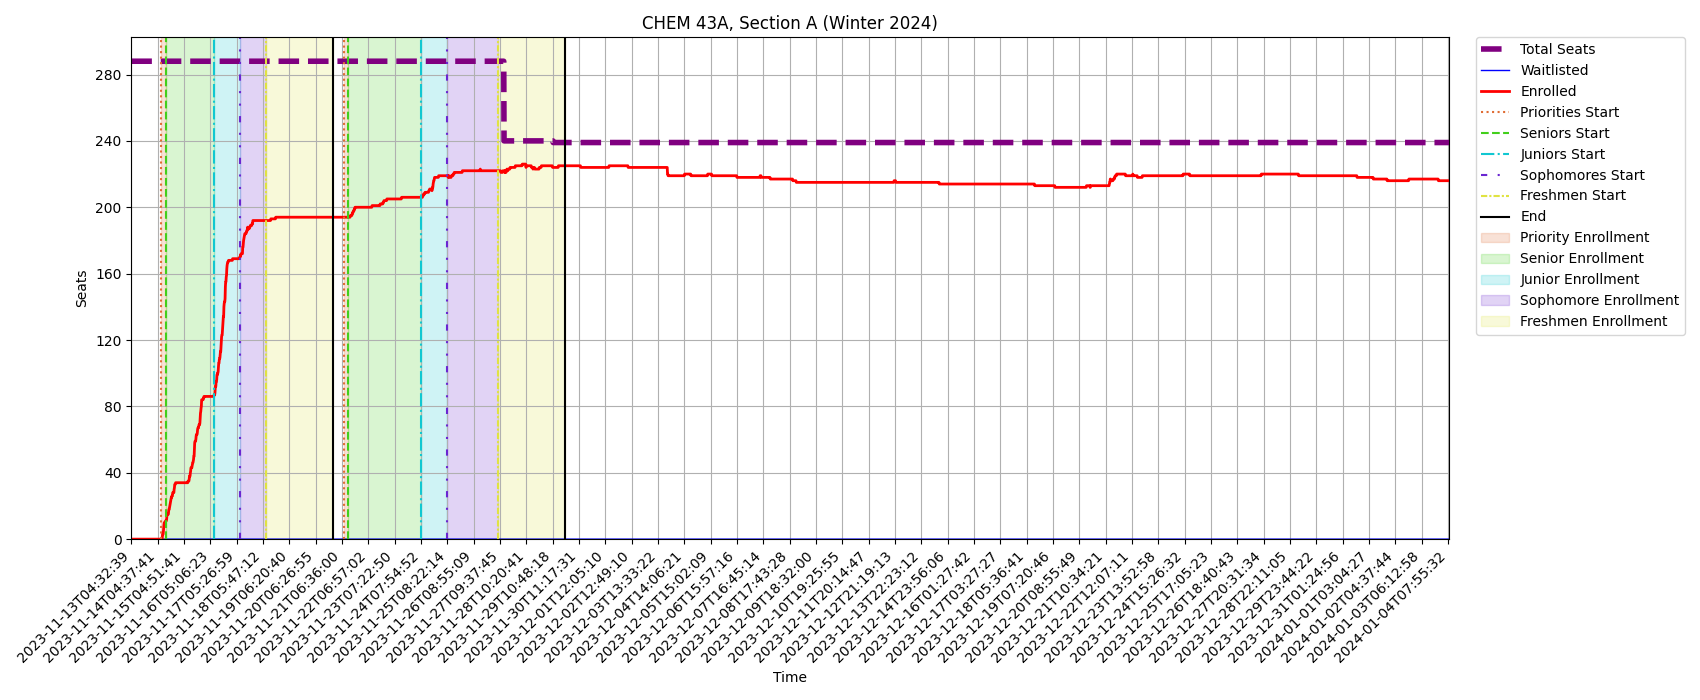 CHEM 43A, Section A (Winter 2024)
Seats
280
240
200
160
120
80
40
0
2023-11-13T04:32:39
2023-11-14T04:37:41
2023-11-15T04:51:41
2023-11-16T05:06:23
2023-11-17T05:26:59
2023-11-18T05:47:12
2023-11-19T06:20:40
2023-11-20T06:26:55
2023-11-21T06:36:00
2023-11-22T06:57:02
2023-11-23T07:22:50
2023-11-24T07:54:52
2023-11-25T08:22:14
2023-11-26T08:55:09
2023-11-27T09:37:45
2023-11-28T10:20:41
2023-11-29T10:48:18
2023-11-30T11:17:31
2023-12-01T12:05:10
2023-12-02T12:49:10
2023-12-03T13:33:22
2023-12-04T14:06:21
2023-12-05T15:02:09
2023-12-06T15:57:16
2023-12-07T16:45:14
2023-12-08T17:43:28
2023-12-09T18:32:00
2023-12-10T19:25:55
2023-12-11T20:14:47
2023-12-12T21:19:13
2023-12-13T22:23:12
2023-12-14T23:56:06
2023-12-16T01:27:42
2023-12-17T03:27:27
2023-12-18T05:36:41
2023-12-19T07:20:46
2023-12-20T08:55:49
2023-12-21T10:34:21
2023-12-22T12:07:11
2023-12-23T13:52:58
2023-12-24T15:26:32
2023-12-25T17:05:23
2023-12-26T18:40:43
2023-12-27T20:31:34
2023-12-28T22:11:05
2023-12-29T23:44:22
2023-12-31T01:24:56
2024-01-01T03:04:27
2024-01-02T04:37:44
2024-01-03T06:12:58
2024-01-04T07:55:32
Time
Total Seats
Waitlisted
Enrolled
Priorities Start
Seniors Start
Juniors Start
Sophomores Start
Freshmen Start
End
Priority Enrollment
Senior Enrollment
Junior Enrollment
Sophomore Enrollment
Freshmen Enrollment